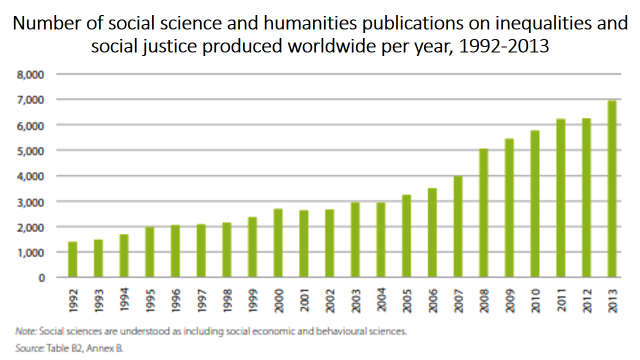 Number of social science and humanities publications on inequalities and
social justice produced worldwide per year, 1992-2013
8,000
7,000
6,000
5,000
4,000
3,000
2,000
1,000
0
1992 1993 1994 1995 1996 1997 1998 1999 2000 2001 2002 2003 2004 2005 2006 2007 2008 2009 2010 2011 2012 2013
Note: Social sciences are understood as including social economic and behavioural sciences.
Source: Table B2, Annex B.